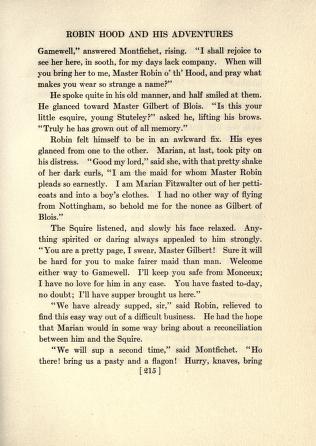 ROBIN HOOD AND HIS ADVENTURES
Gamewell," answered Montfichet, rising. "I shall rejoice to
see her here, in sooth, for my days lack company. When will
you bring her to me, Master Robin o' th' Hood, and pray what
makes you wear so strange a name?"
He spoke quite in his old manner, and half smiled at them.
He glanced toward Master Gilbert of Blois. "Is this your
little esquire, young Stuteley?" asked he, lifting his brows.
"Truly he has grown out of all memory."
Robin felt himself to be in an awkward fix. His eyes
glanced from one to the other. Marian, at last, took pity on
his distress. "Good my lord," said she, with that pretty shake
of her dark curls, "I am the maid for whom Master Robin
pleads so earnestly. I am Marian Fitzwalter out of her petti-
coats and into a boy's clothes. I had no other way of flying
from Nottingham, so behold me for the nonce as Gilbert of
Blois."
The Squire listened, and slowly his face relaxed. Any-
thing spirited or daring always appealed to him strongly.
"You are a pretty page, I swear, Master Gilbert! Sure it will
be hard for you to make fairer maid than man. Welcome
either way to Gamewell. I'll keep you safe from Monceux;
I have no love for him in any case. You have fasted to-day,
no doubt; I'll have supper brought us here."
"We have already supped, sir," said Robin, relieved to
find this easy way out of a difficult business. He had the hope
that Marian would in some way bring about a reconciliation
between him and the Squire.
"We will sup a second time," said Montfichet. "Ho
there! bring us a pasty and a flagon! Hurry, knaves, bring
[ 215 ]